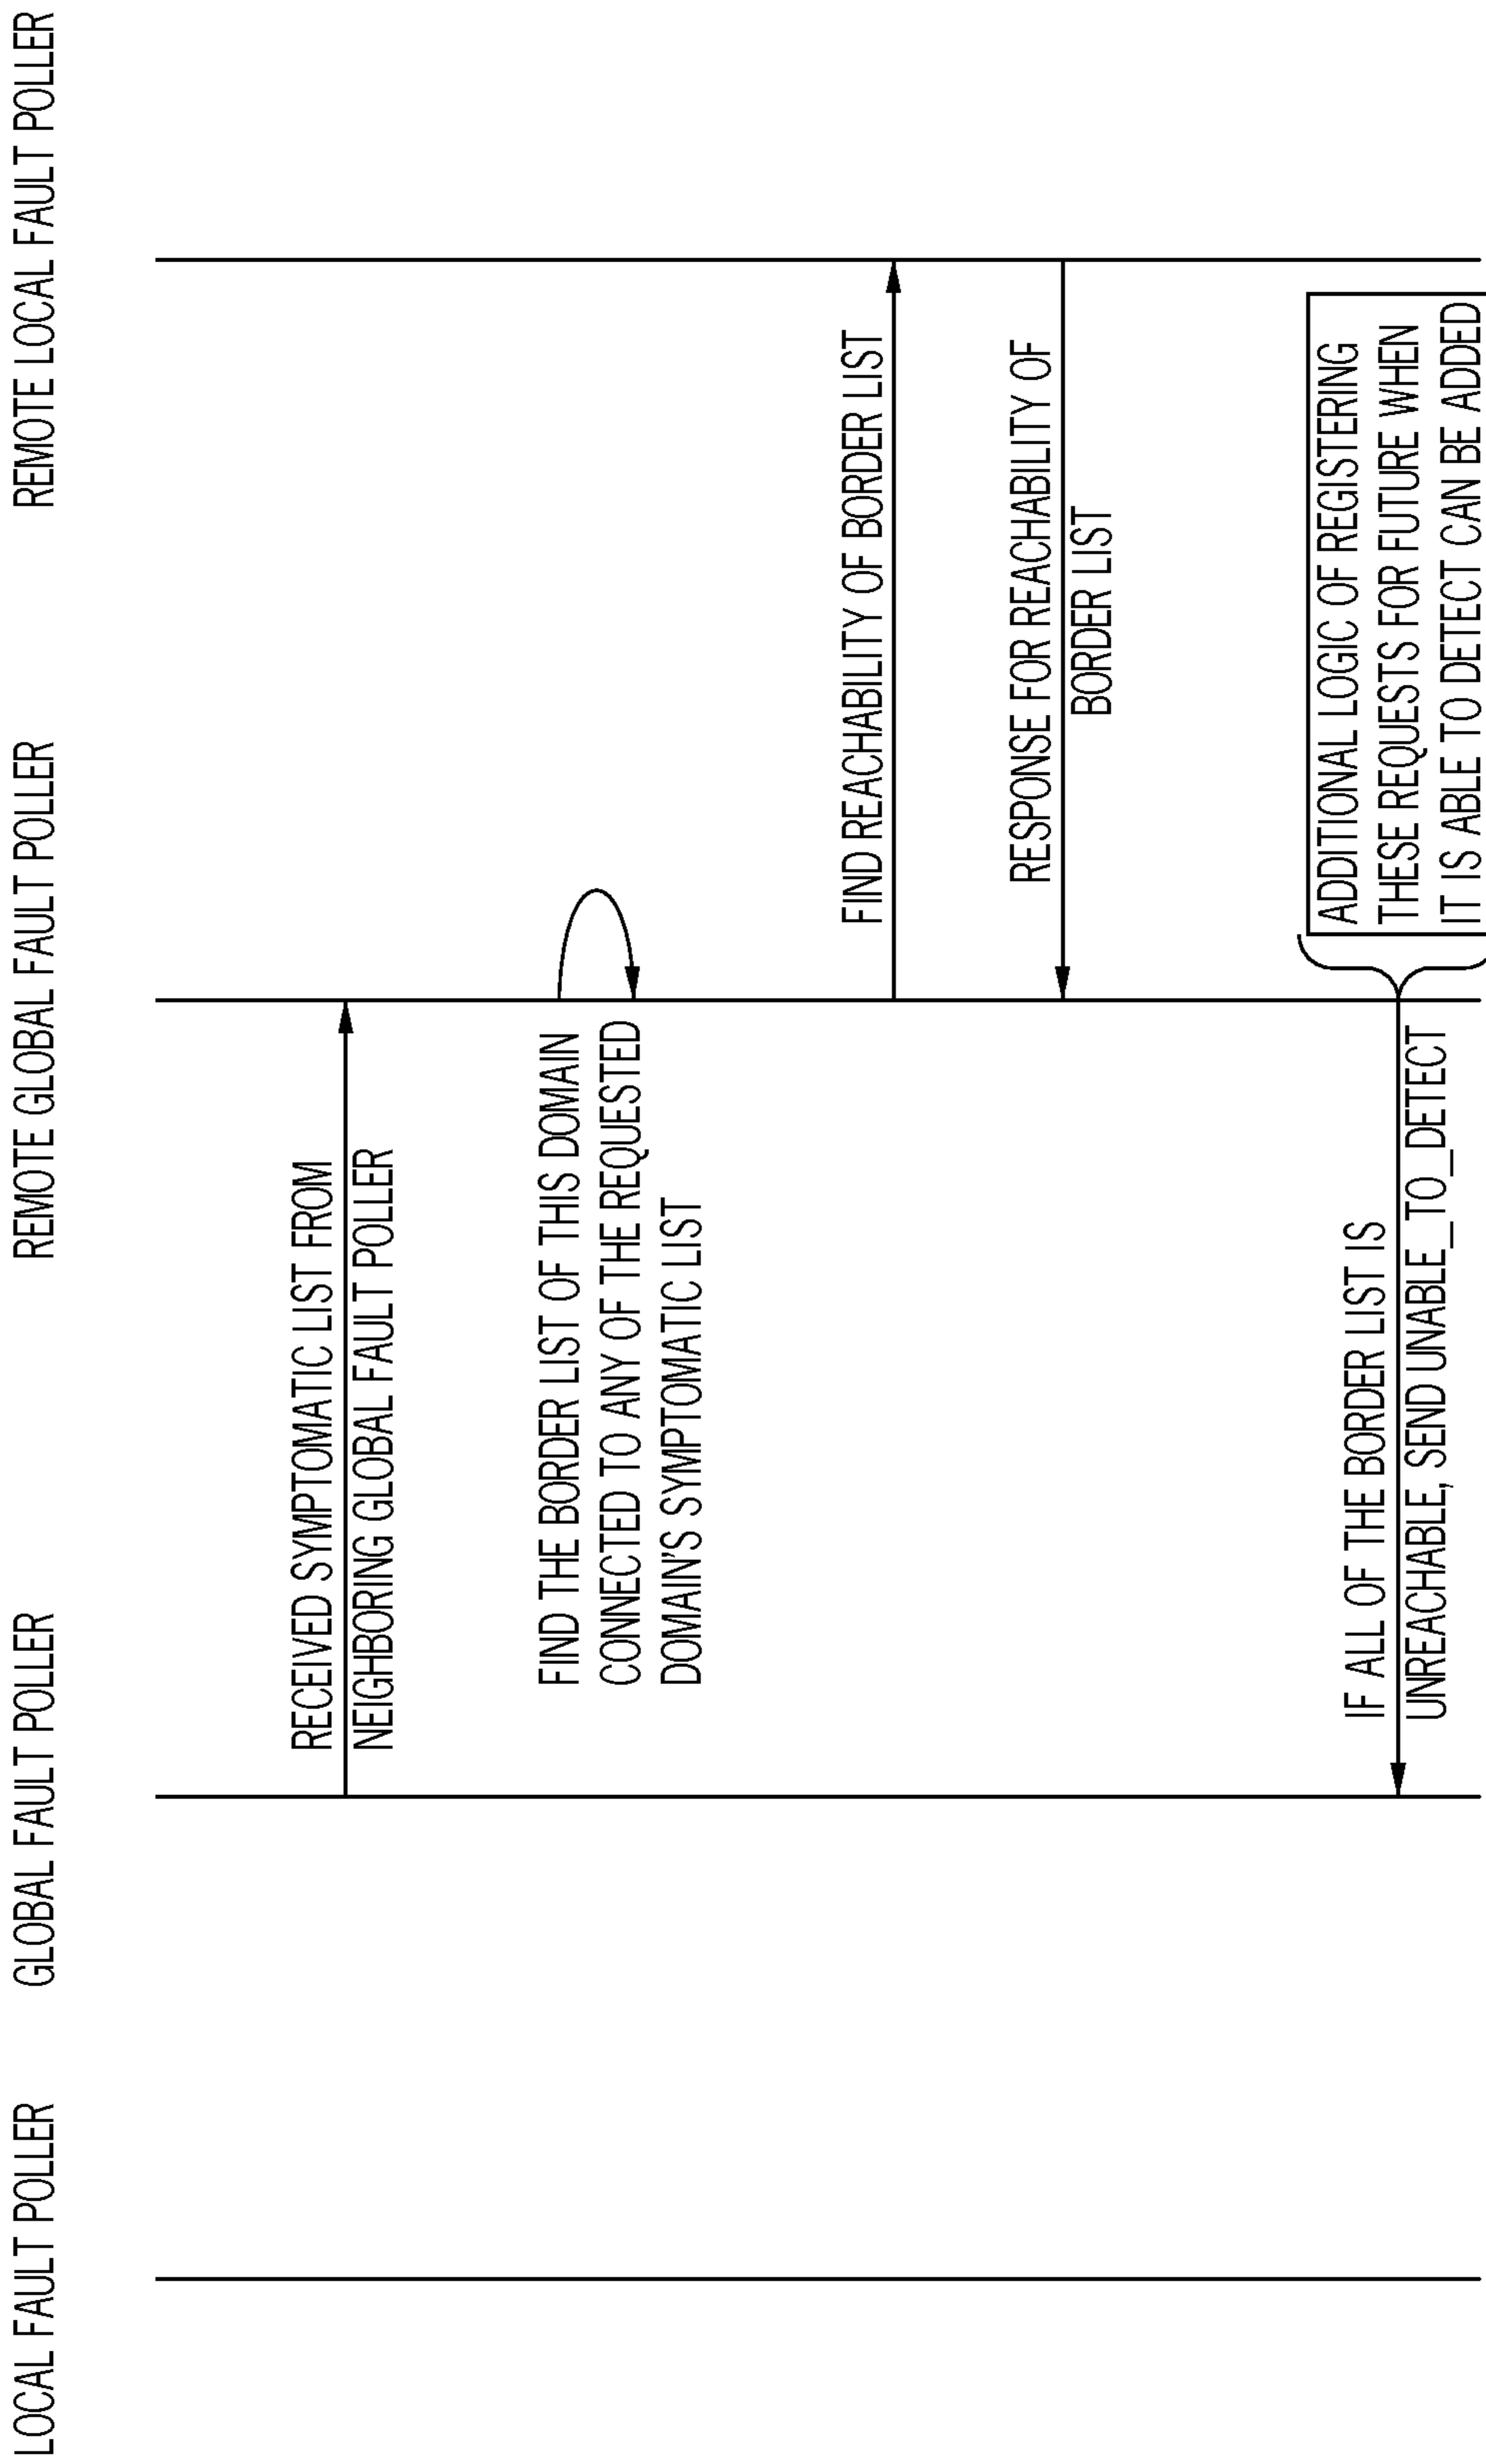 LOCAL FAULT POLLER
GLOBAL FAULT POLLER
REMOTE GLOBAL FAULT POLLER
REMOTE LOCAL FAULT POLLER
RECEIVED SYMPTOMATIC LIST FROM
NEIGHBORING GLOBAL FAULT POLLER
FIND THE BORDER LIST OF THIS DOMAIN
CONNECTED TO ANY OF THE REQUESTED
DOMAIN'S SYMPTOMATIC LIST
FIND REACHABILITY OF BORDER LIST
RESPONSE FOR REACHABILITY OF
BORDER LIST
IF ALL OF THE BORDER LIST IS
UNREACHABLE, SEND UNABLE_TO_DETECT
ADDITIONAL LOGIC OF REGISTERING
THESE REQUESTS FOR FUTURE WHEN
IT IS ABLE TO DETECT CAN BE ADDED